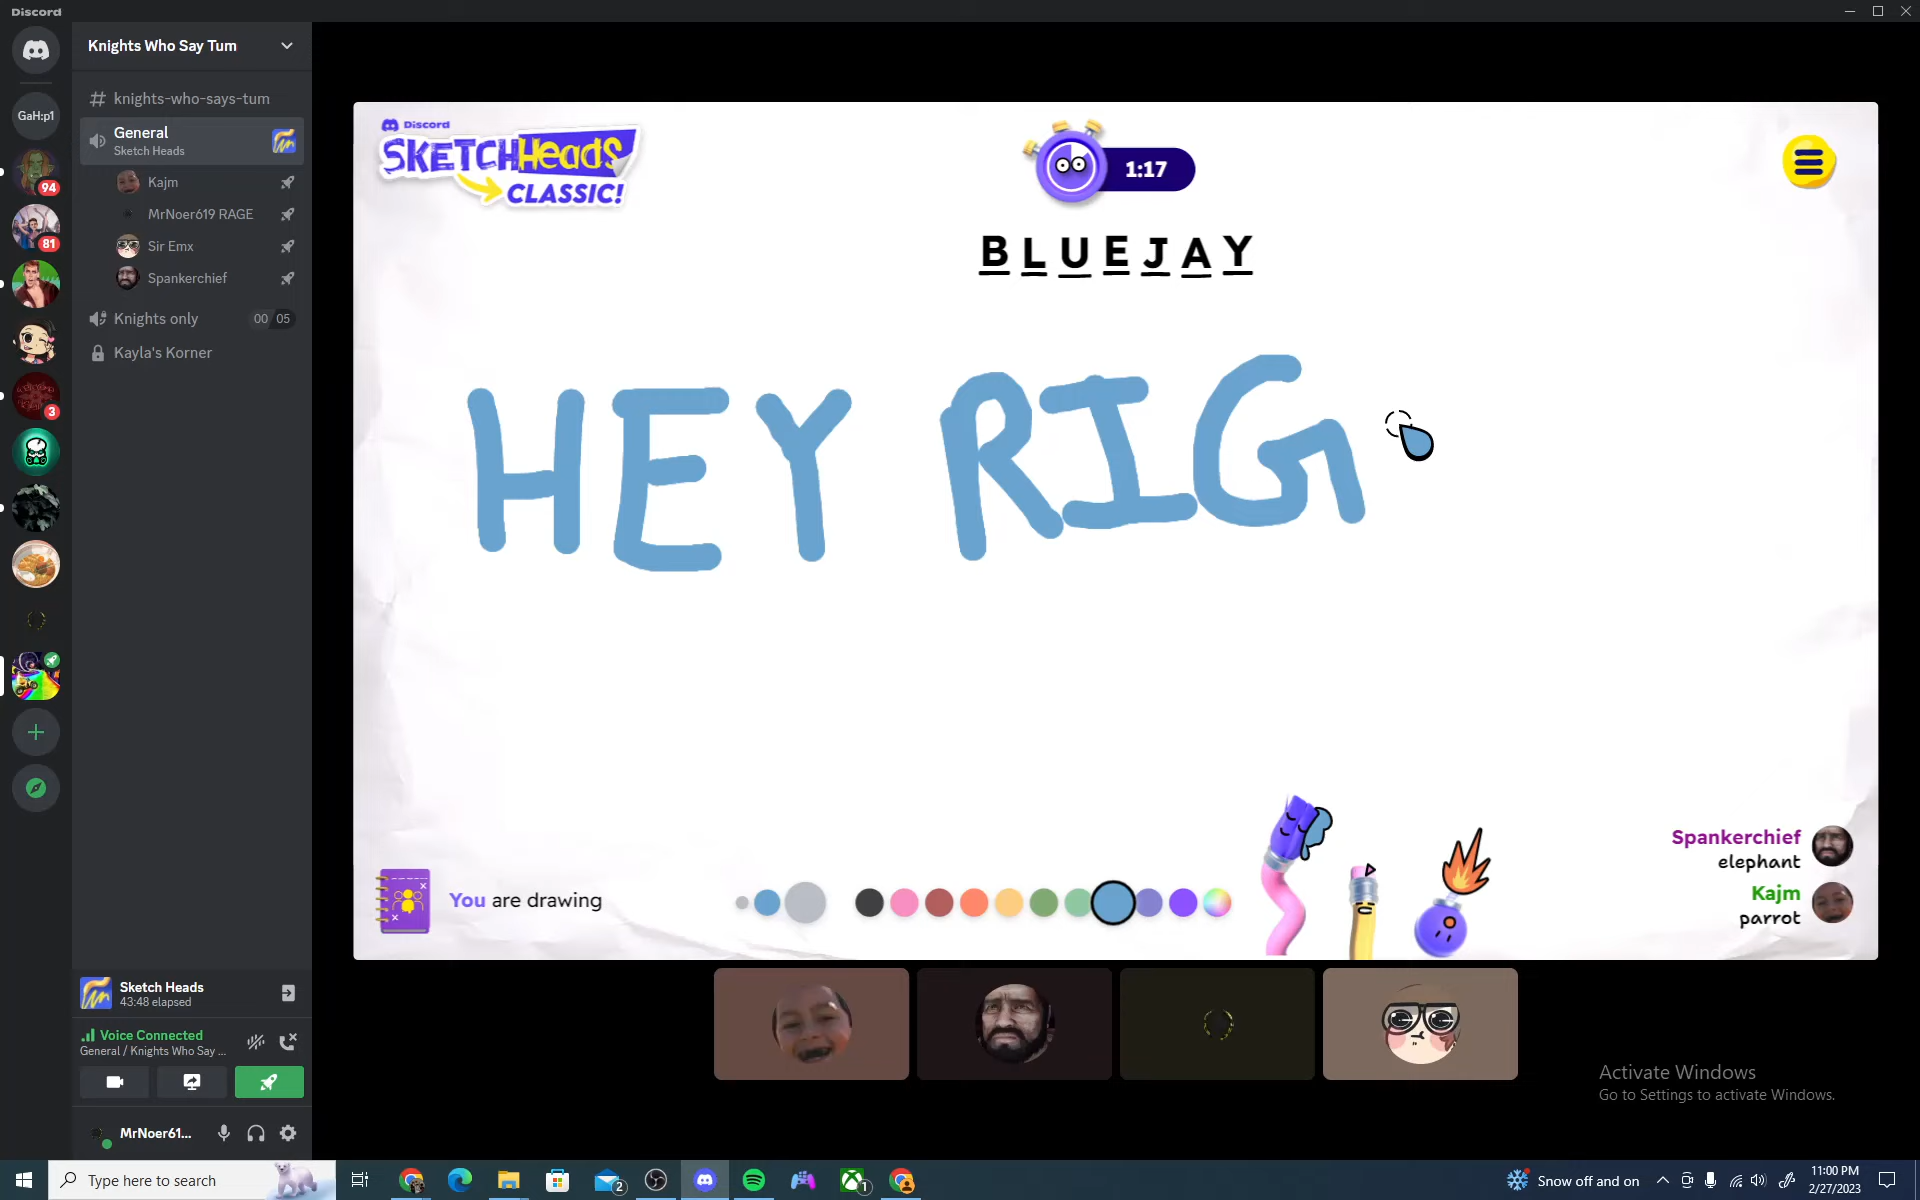 Discord
Knights Who Say Tum
knights-who-says-tum
General
Sketch Heads
Kajm
MrNoer619 RAGE
Sir Emx
Spankerchief
Knights only 00 05
Kayla's Korner
GaH:p1
94
81
3
Discord
SKETCHHeadS
CLASSIC!
1:17
BLUEJAY
HEY RIG
You are drawing
Spankerchief
elephant
Kajm
parrot
Sketch Heads
43:48 elapsed
Voice Connected
General / Knights Who Say ...
MrNoer61...
Activate Windows
Go to Settings to activate Windows.
Type here to search
2
1
Snow off and on
11:00 PM
2/27/2023